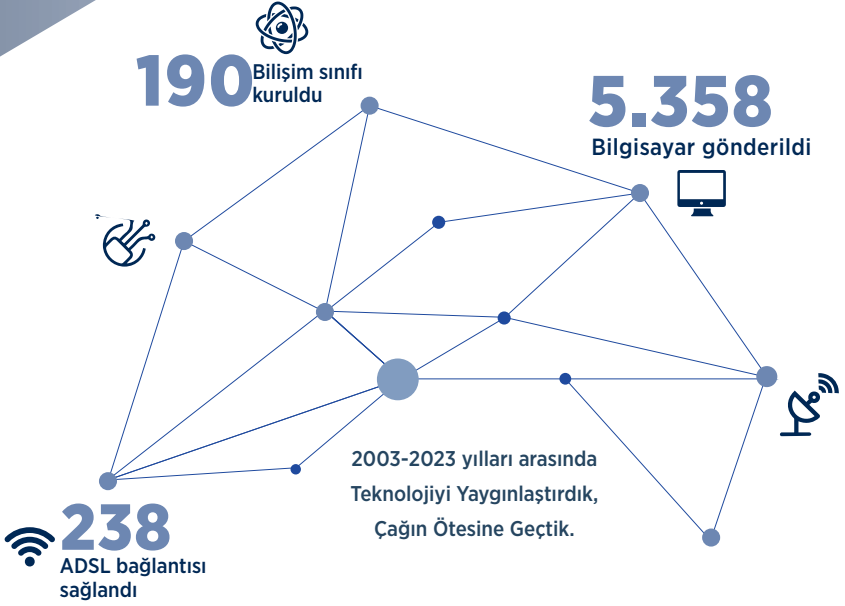 190
Bilişim sınıfı
kuruldu
5.358
Bilgisayar gönderildi
2003-2023 yılları arasında
Teknolojiyi Yaygınlaştırdık,
Çağın Ötesine Geçtik.
238
ADSL bağlantısı
sağlandı